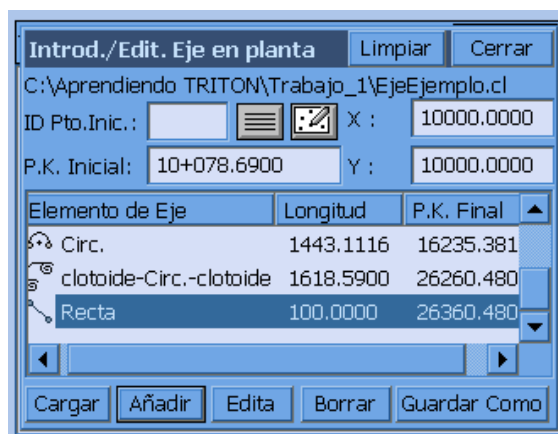 Introd./Edit. Eje en planta Limpiar Cerrar
C:\Aprendiendo TRITON\Trabajo_1\EjeEjemplo.cl
ID Pto.Inic.: X : 10000.0000
P.K. Inicial: 10+078.6900 Y : 10000.0000
Elemento de Eje Longitud P.K. Final
Circ. 1443.1116 16235.381
clotoide-Circ.-clotoide 1618.5900 26260.480
Recta 100.0000 26360.480
Cargar Añadir Edita Borrar Guardar Como